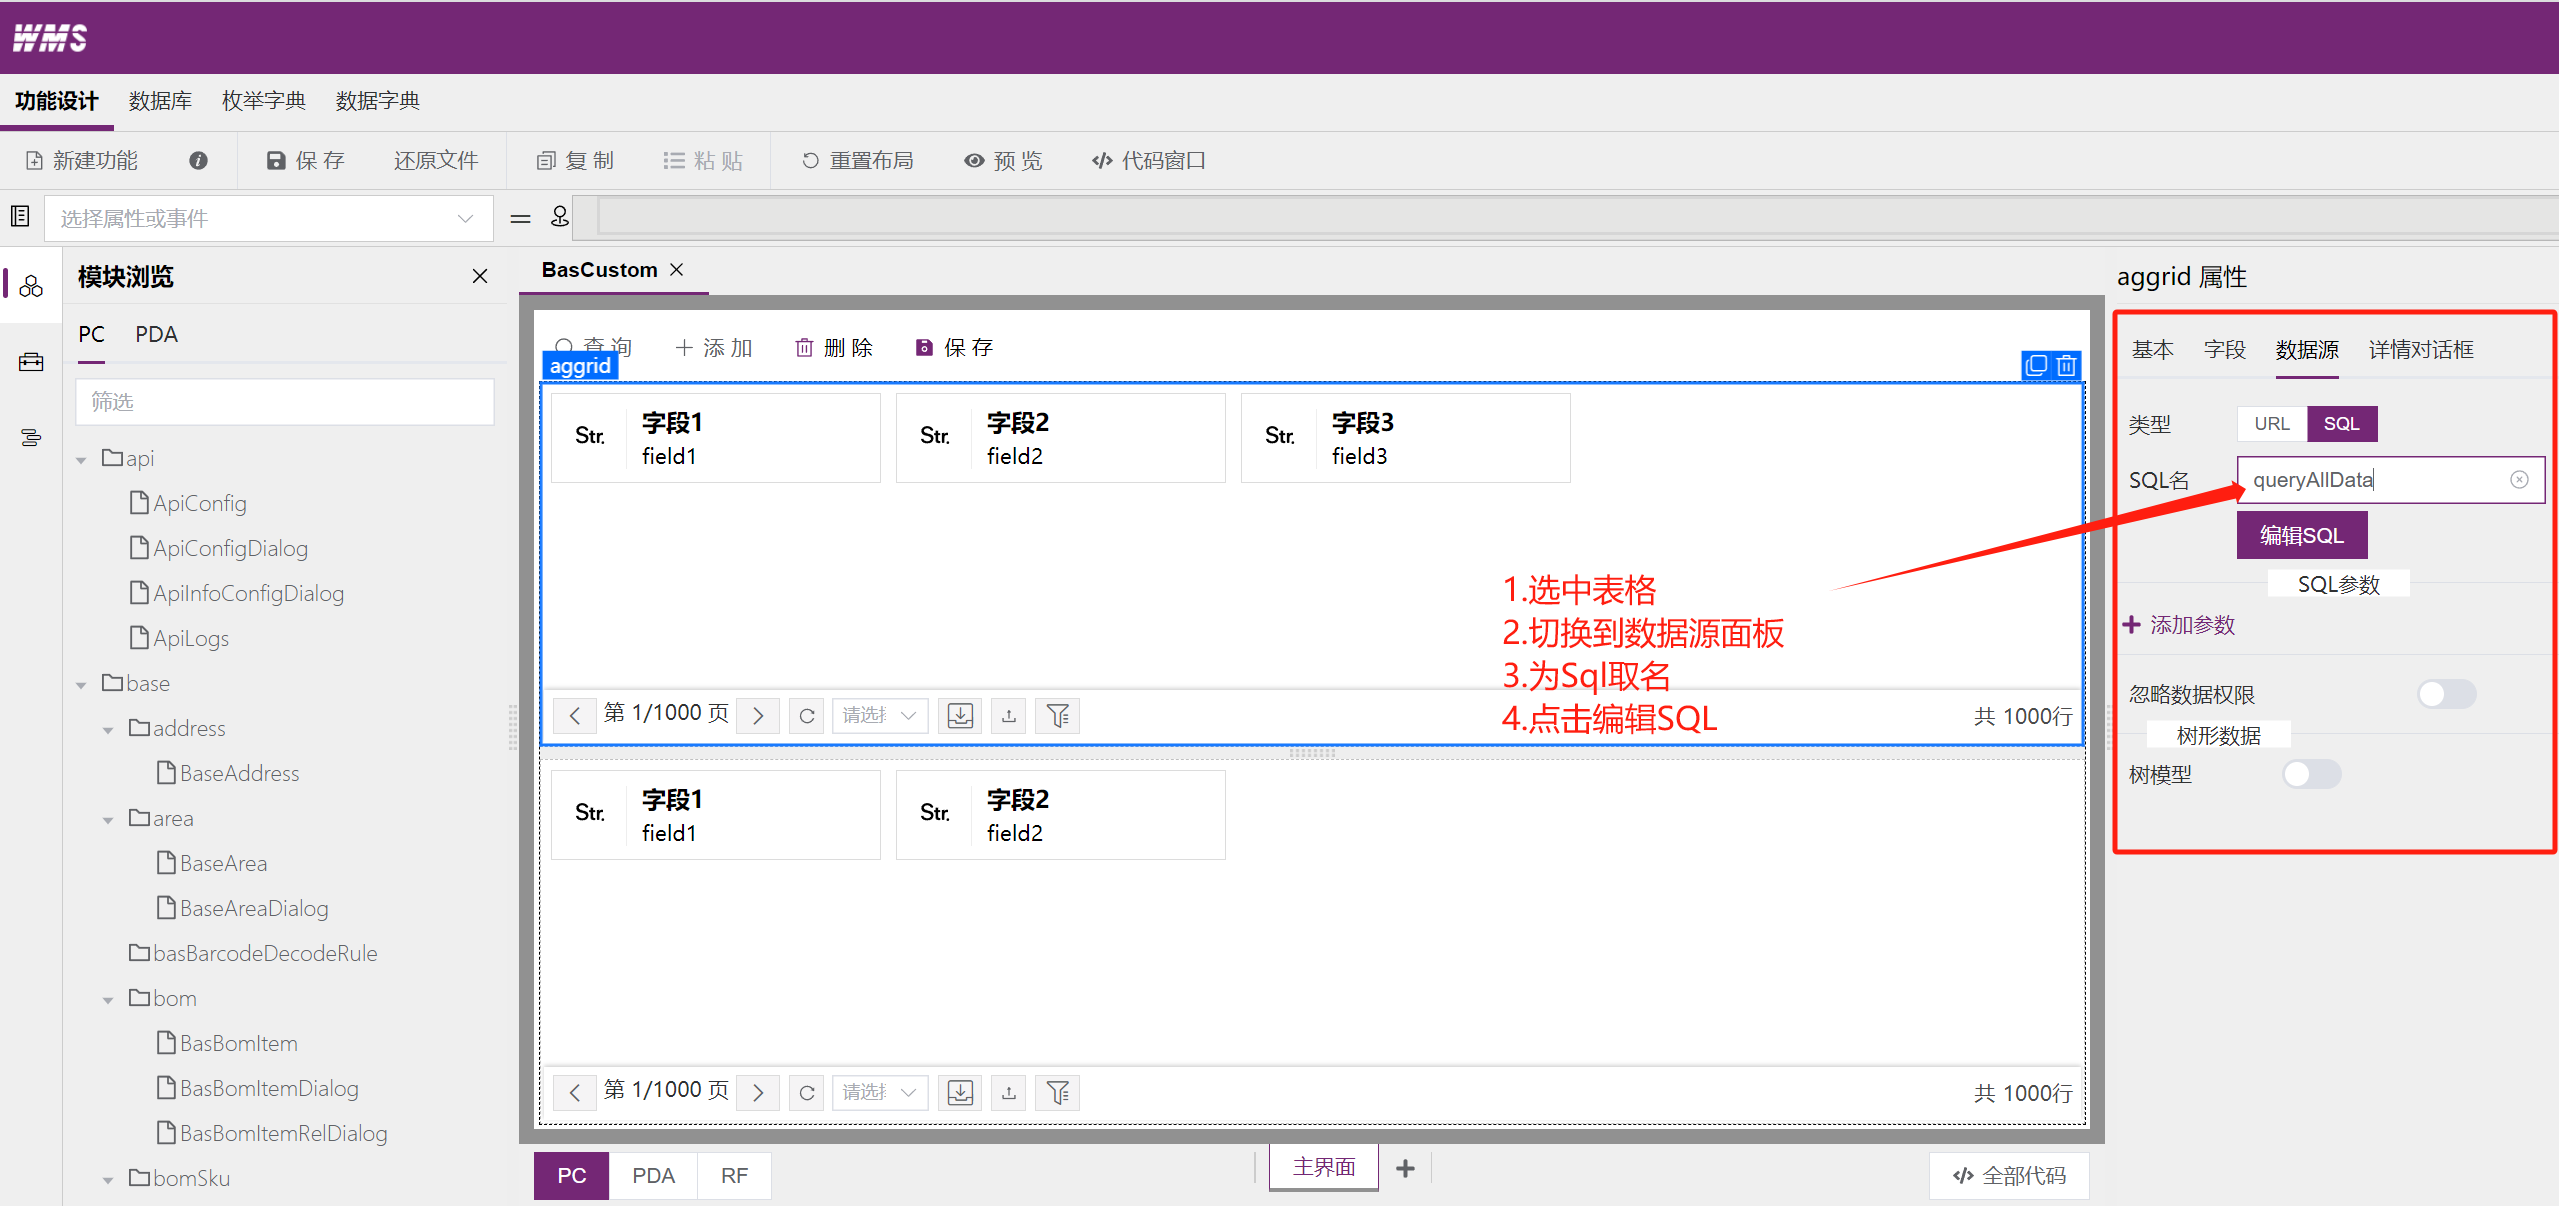 WMS
功能设计 数据库 枚举字典 数据字典
新建功能 保存 还原文件 复制 粘贴 重置布局 预览 代码窗口
选择属性或事件
模块浏览
PC PDA
筛选
api
ApiConfig
ApiConfigDialog
ApiInfoConfigDialog
ApiLogs
base
address
BaseAddress
area
BaseArea
BaseAreaDialog
basBarcodeDecodeRule
bom
BasBomItem
BasBomItemDialog
BasBomItemRelDialog
bomSku
BasCustom
查询 添加 删除 保存
aggrid
Str. 字段1 Str. 字段2 Str. 字段3
field1 field2 field3
1.选中表格
2.切换到数据源面板
3.为Sql取名
4.点击编辑SQL
第 1/1000 页 请选 共 1000行
Str. 字段1 Str. 字段2
field1 field2
第 1/1000 页 请选 共 1000行
PC PDA RF 主界面 全部代码
aggrid 属性
基本 字段 数据源 详情对话框
类型 URL SQL
SQL名 queryAllData
编辑SQL
SQL参数
添加参数
忽略数据权限
树形数据
树模型